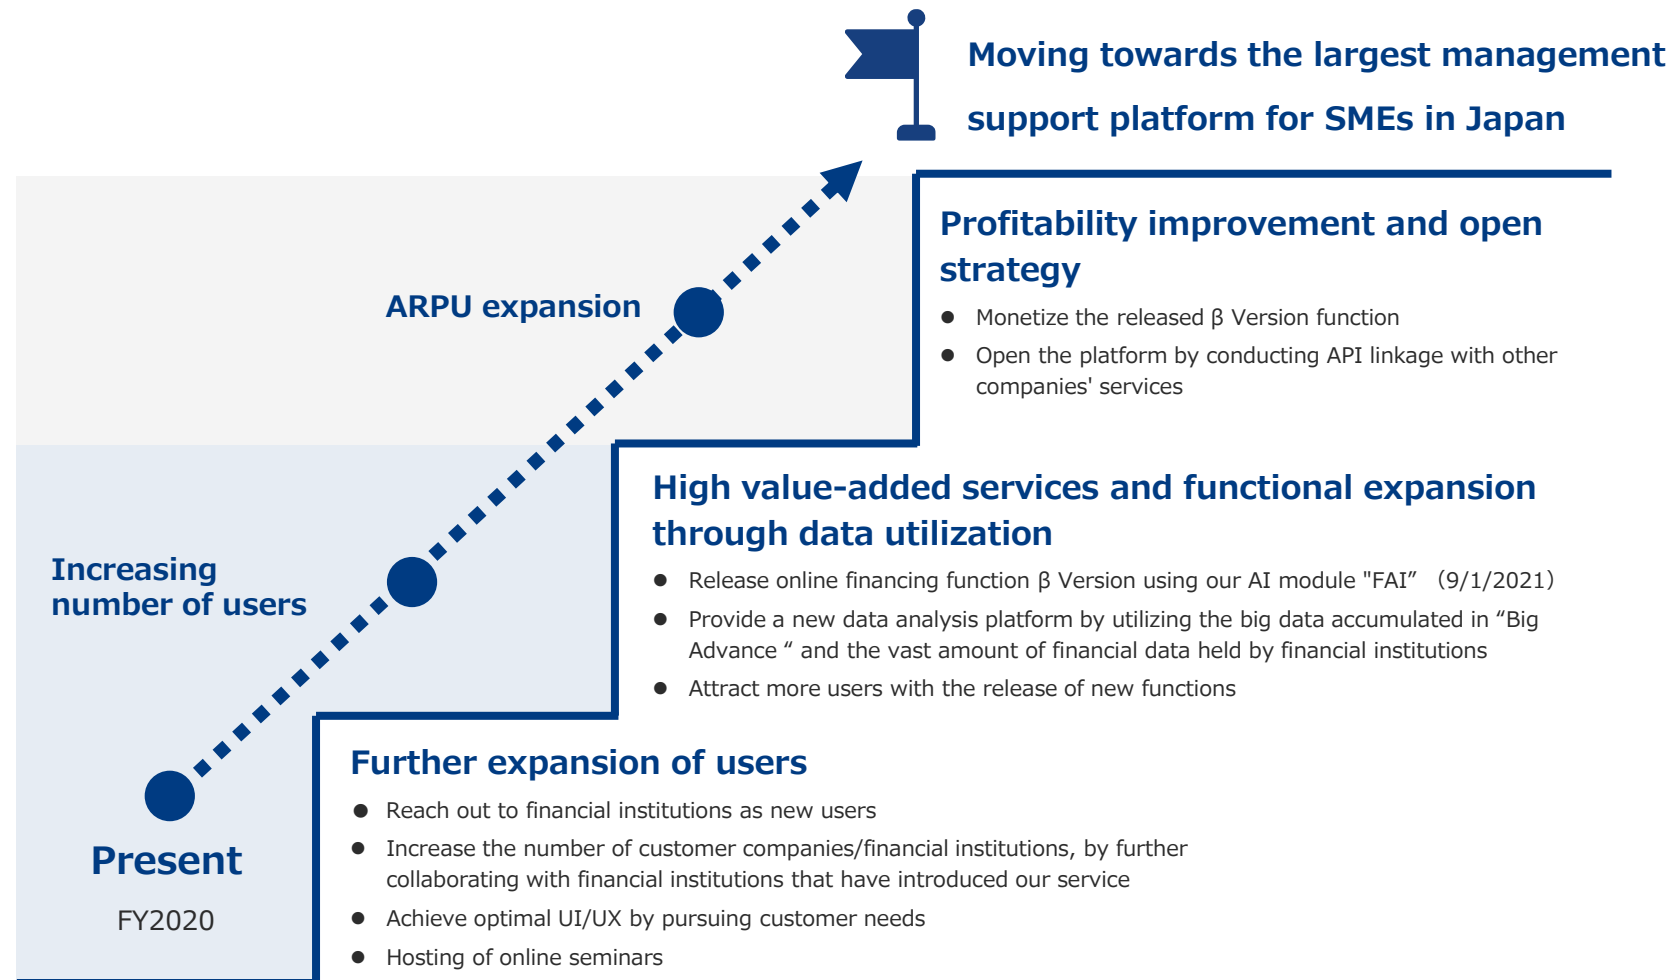 Moving towards the largest management
support platform for SMEs in Japan
Profitability improvement and open
strategy
● Monetize the released β Version function
● Open the platform by conducting API linkage with other
companies' services
ARPU expansion
High value-added services and functional expansion
through data utilization
● Release online financing function β Version using our AI module "FAI” （9/1/2021）
● Provide a new data analysis platform by utilizing the big data accumulated in “Big
Advance “ and the vast amount of financial data held by financial institutions
● Attract more users with the release of new functions
Increasing
number of users
Further expansion of users
● Reach out to financial institutions as new users
● Increase the number of customer companies/financial institutions, by further
collaborating with financial institutions that have introduced our service
● Achieve optimal UI/UX by pursuing customer needs
● Hosting of online seminars
Present
FY2020